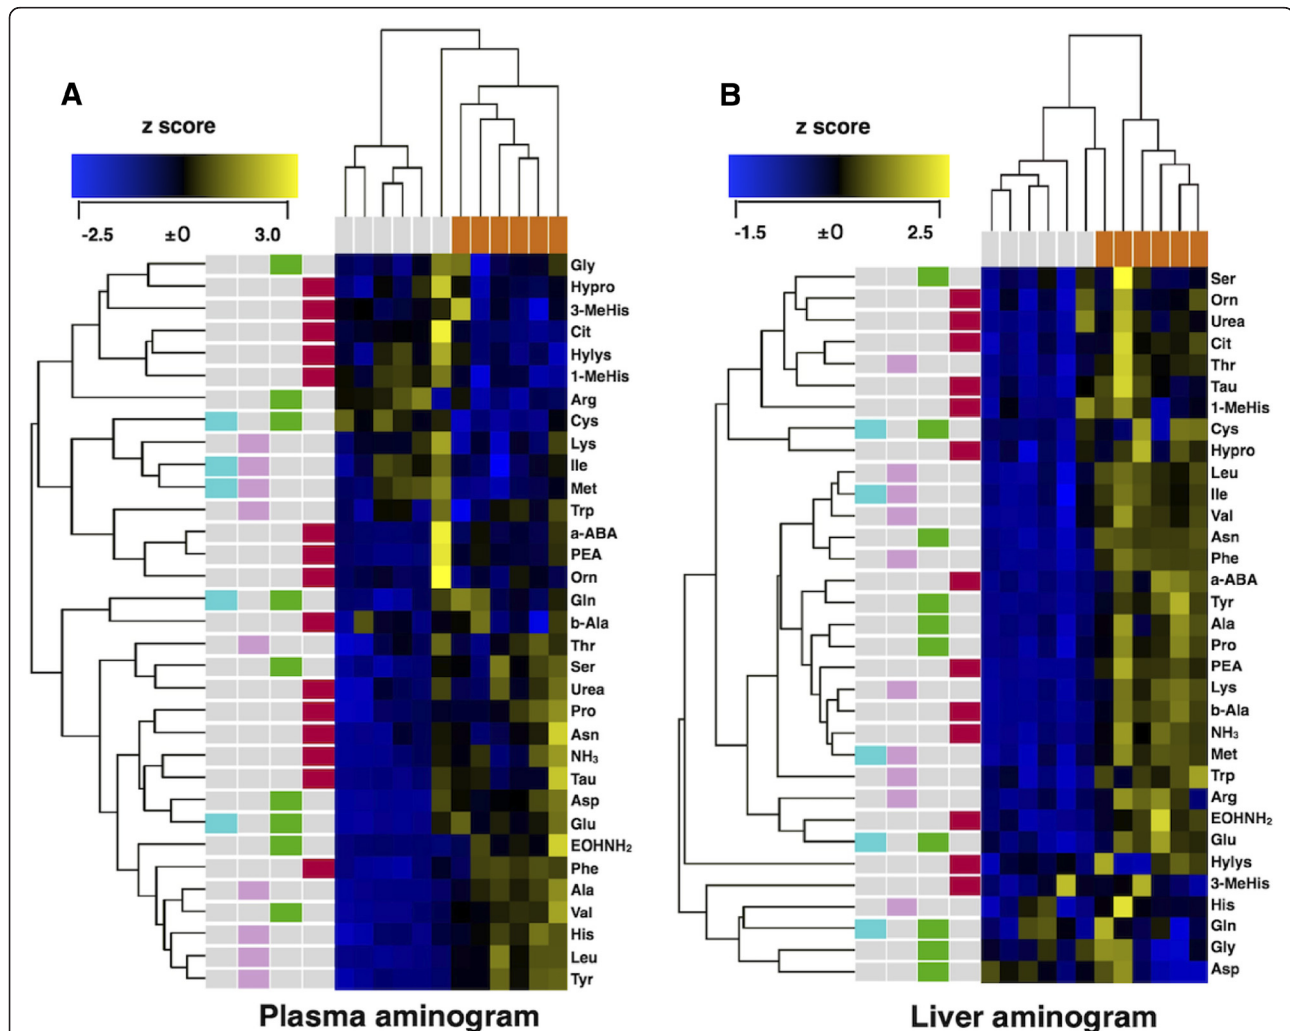 A
z score
-2.5 ±0 3.0
Gly
Hypro
3-MeHis
Cit
Hylys
1-MeHis
Arg
Cys
Lys
Ile
Met
Trp
a-ABA
PEA
Orn
Gln
b-Ala
Thr
Ser
Urea
Pro
Asn
NH₃
Tau
Asp
Glu
EOHNH₂
Phe
Ala
Val
His
Leu
Tyr
Plasma aminogram
B
z score
-1.5 ±0 2.5
Ser
Orn
Urea
Cit
Thr
Tau
1-MeHis
Cys
Hypro
Leu
Ile
Val
Asn
Phe
a-ABA
Tyr
Ala
Pro
PEA
Lys
b-Ala
NH₃
Met
Trp
Arg
EOHNH₂
Glu
Hylys
3-MeHis
His
Gln
Gly
Asp
Liver aminogram